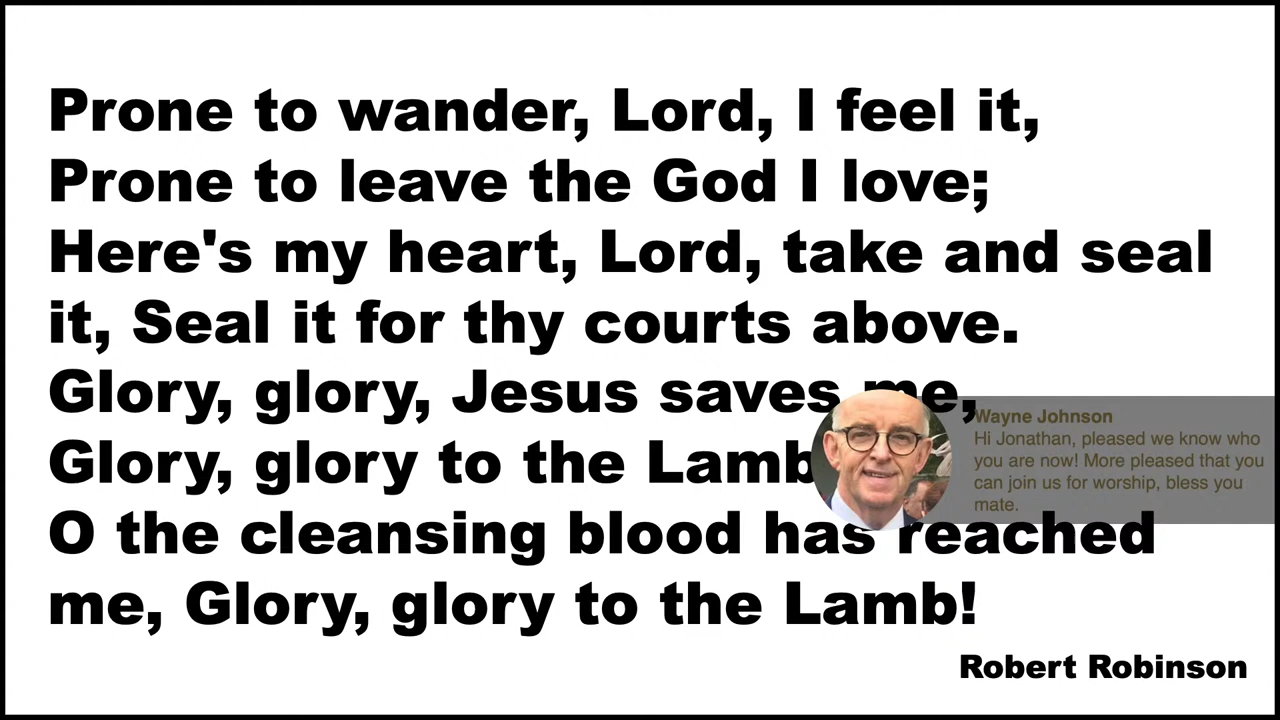 Prone to wander, Lord, I feel it,
Prone to leave the God I love;
Here's my heart, Lord, take and seal
it, Seal it for thy courts above.
Glory, glory, Jesus saves me,
Glory, glory to the Lamb
Wayne Johnson
Hi Jonathan, pleased we know who
you are now! More pleased that you
can join us for worship, bless you
mate.
O the cleansing blood has reached
me, Glory, glory to the Lamb!
Robert Robinson